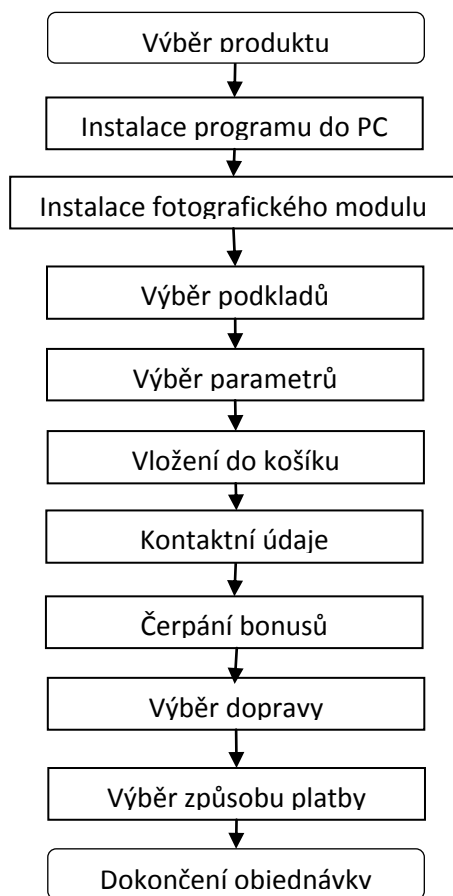 Výběr produktu
Instalace programu do PC
Instalace fotografického modulu
Výběr podkladů
Výběr parametrů
Vložení do košíku
Kontaktní údaje
Čerpání bonusů
Výběr dopravy
Výběr způsobu platby
Dokončení objednávky